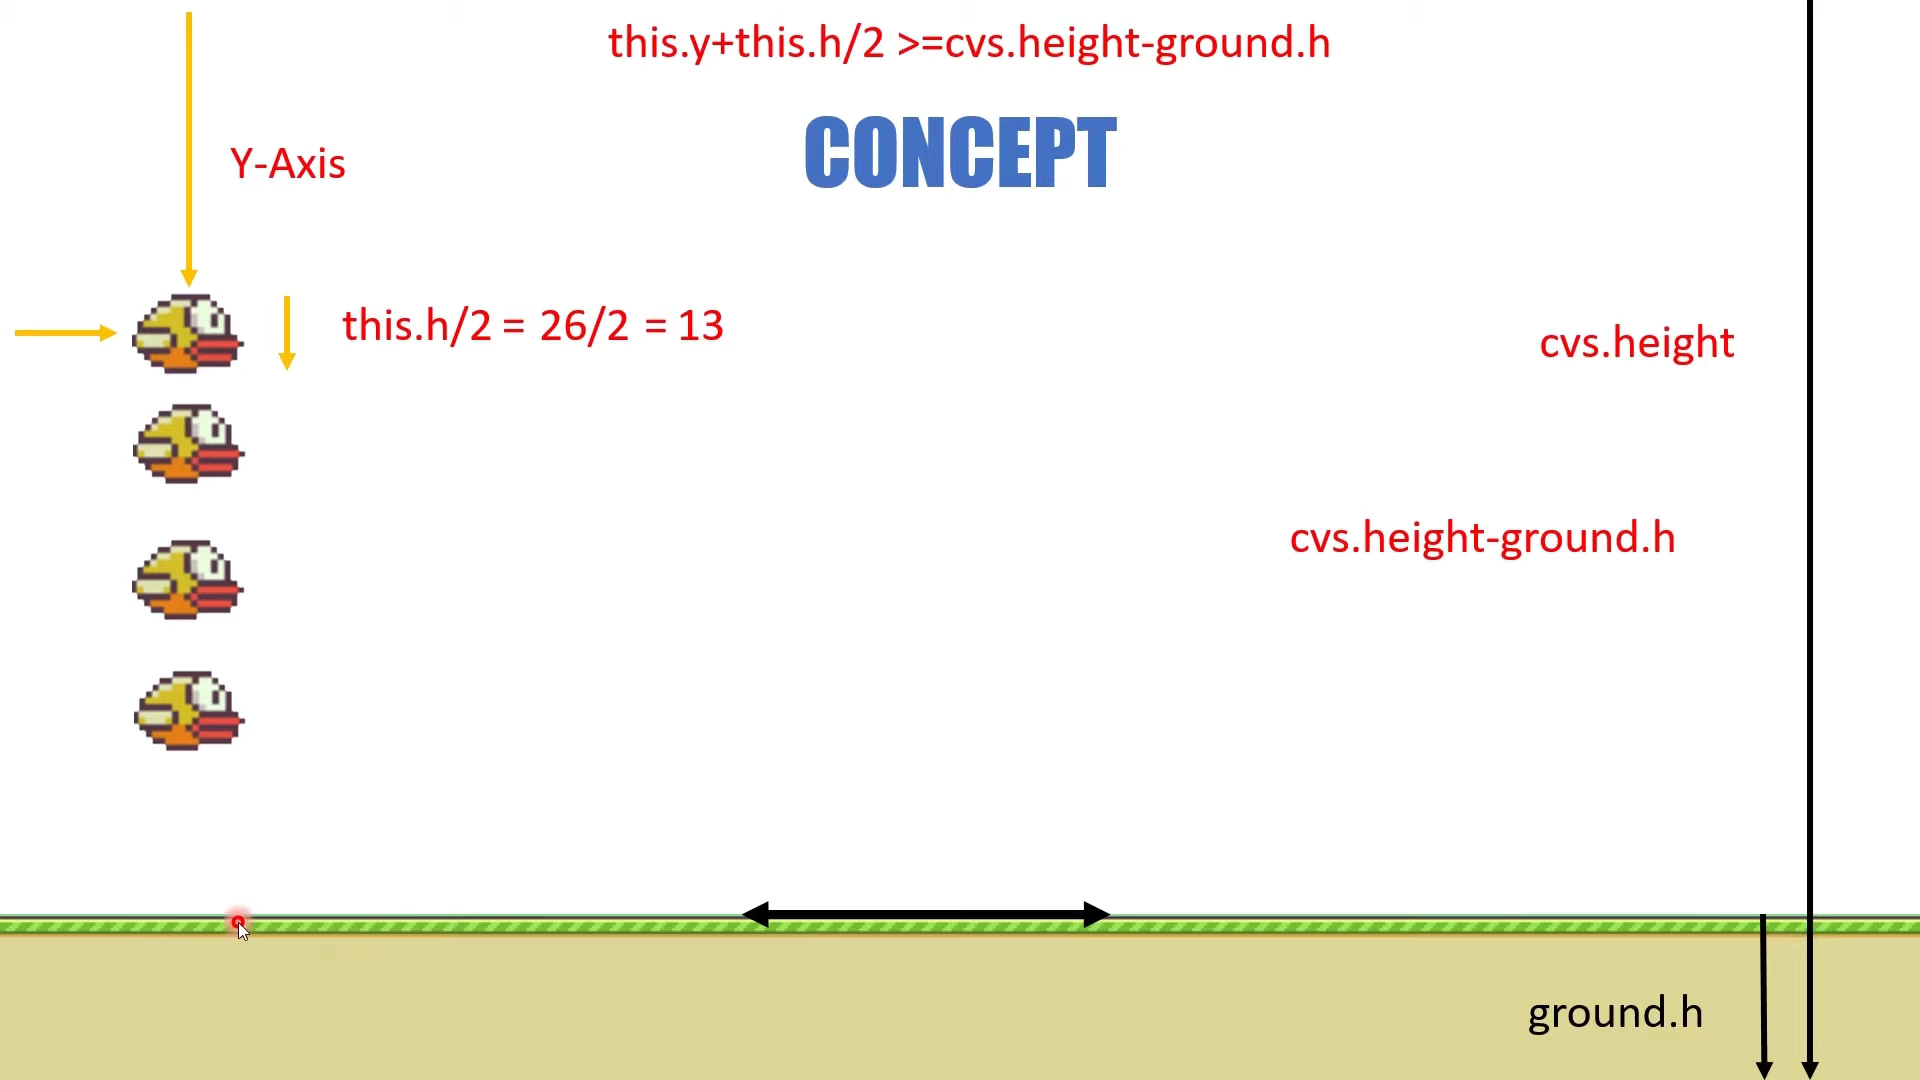 this.y+this.h/2 >=cvs.height-ground.h
CONCEPT
Y-Axis
this.h/2 = 26/2 = 13
cvs.height
cvs.height-ground.h
ground.h